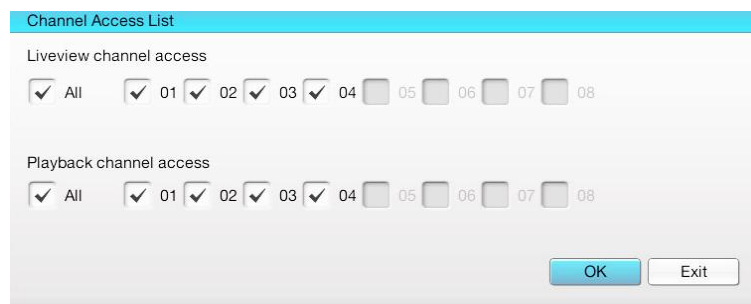 Channel Access List
Liveview channel access
All 01 02 03 04 05 06 07 08
Playback channel access
All 01 02 03 04 05 06 07 08
OK Exit